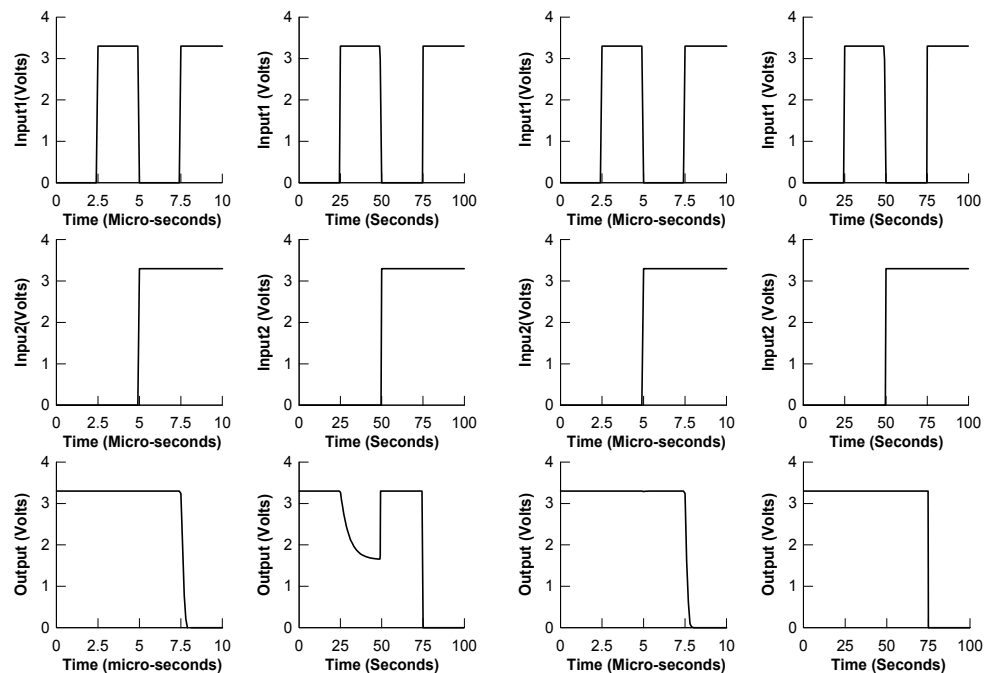 Input1(Volts)
4
3
2
1
0
0 2.5 5 7.5 10
Time (Micro-seconds)
Input1 (Volts)
4
3
2
1
0
0 25 50 75 100
Time (Seconds)
Input1(Volts)
4
3
2
1
0
0 2.5 5 7.5 10
Time (Micro-seconds)
Input1 (Volts)
4
3
2
1
0
0 25 50 75 100
Time (Seconds)
Inpu2(Volts)
4
3
2
1
0
0 2.5 5 7.5 10
Time (Micro-seconds)
Input2 (Volts)
4
3
2
1
0
0 25 50 75 100
Time (Seconds)
Inpu2(Volts)
4
3
2
1
0
0 2.5 5 7.5 10
Time (Micro-seconds)
Input2 (Volts)
4
3
2
1
0
0 25 50 75 100
Time (Seconds)
Output (Volts)
4
3
2
1
0
0 2.5 5 7.5 10
Time (micro-seconds)
Output (Volts)
4
3
2
1
0
0 25 50 75 100
Time (Seconds)
Output (Volts)
4
3
2
1
0
0 2.5 5 7.5 10
Time (Micro-seconds)
Output (Volts)
4
3
2
1
0
0 25 50 75 100
Time (Seconds)